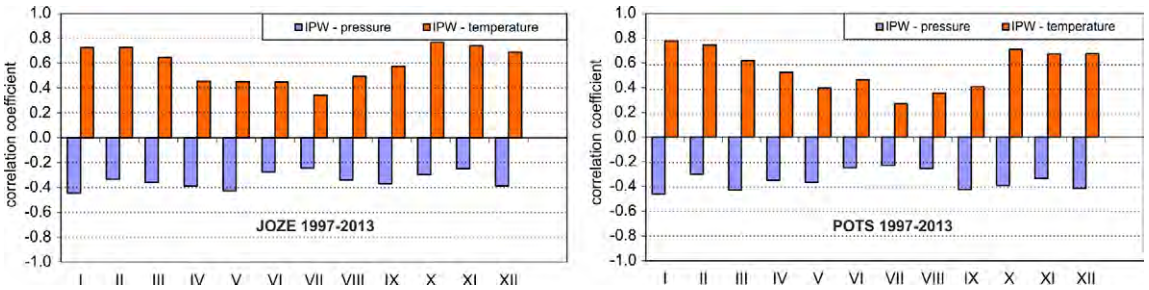 1.0
0.8
0.6
0.4
0.2
0.0
-0.2
-0.4
-0.6
-0.8
-1.0
correlation coefficient
IPW - pressure IPW - temperature
JOZE 1997-2013
I II III IV V VI VII VIII IX X XI XII
1.0
0.8
0.6
0.4
0.2
0.0
-0.2
-0.4
-0.6
-0.8
-1.0
correlation coefficient
IPW - pressure IPW - temperature
POTS 1997-2013
I II III IV V VI VII VIII IX X XI XII